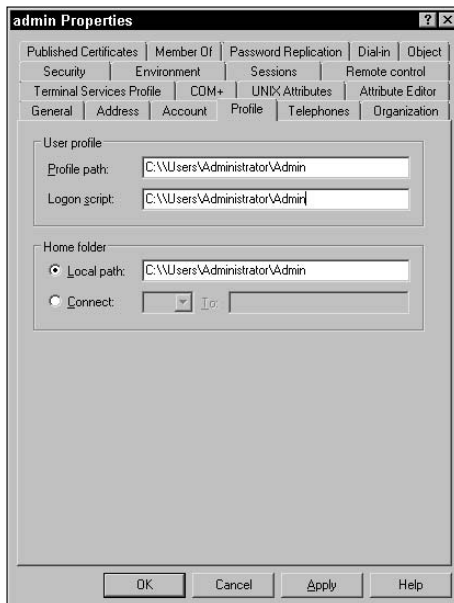 admin Properties ? X
Published Certificates Member Of Password Replication Dial-in Object
Security Environment Sessions Remote control
Terminal Services Profile COM+ UNIX Attributes Attribute Editor
General Address Account Profile Telephones Organization
User profile
Profile path: C:\\Users\Administrator\Admin
Logon script: C:\\Users\Administrator\Admin
Home folder
Local path: C:\\Users\Administrator\Admin
Connect: To:
OK Cancel Apply Help